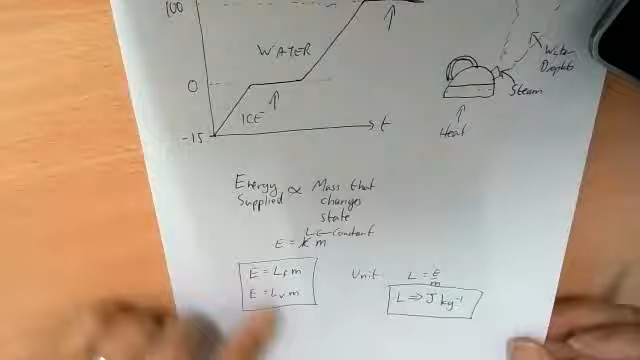 100
WATER
0
ICE
-15
t
Water
Droplets
Steam
Heat
Energy
Supplied ∝ Mass that
changes
state
L ← Constant
E = k m
E = Lf m
E = Lv m
Unit L = E/m
L ⇒ J kg⁻¹